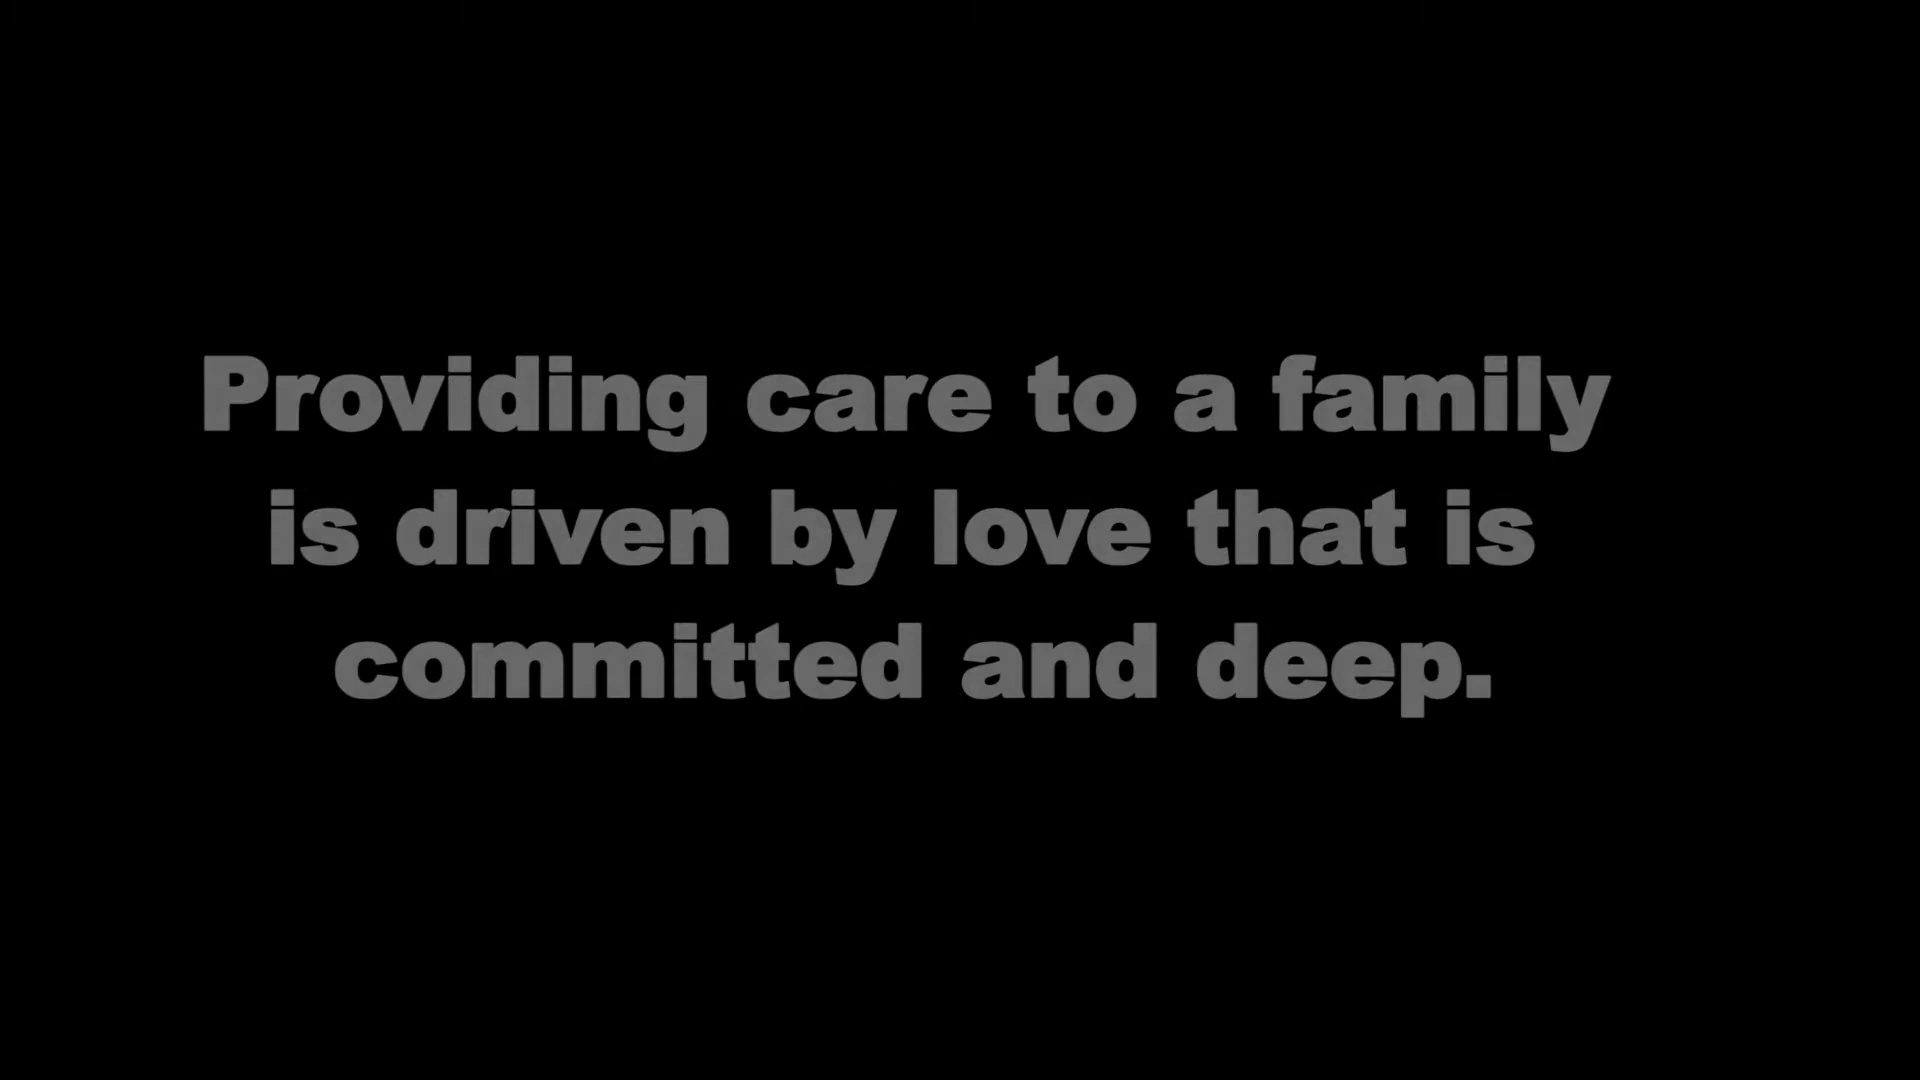 Providing care to a family
is driven by love that is
committed and deep.